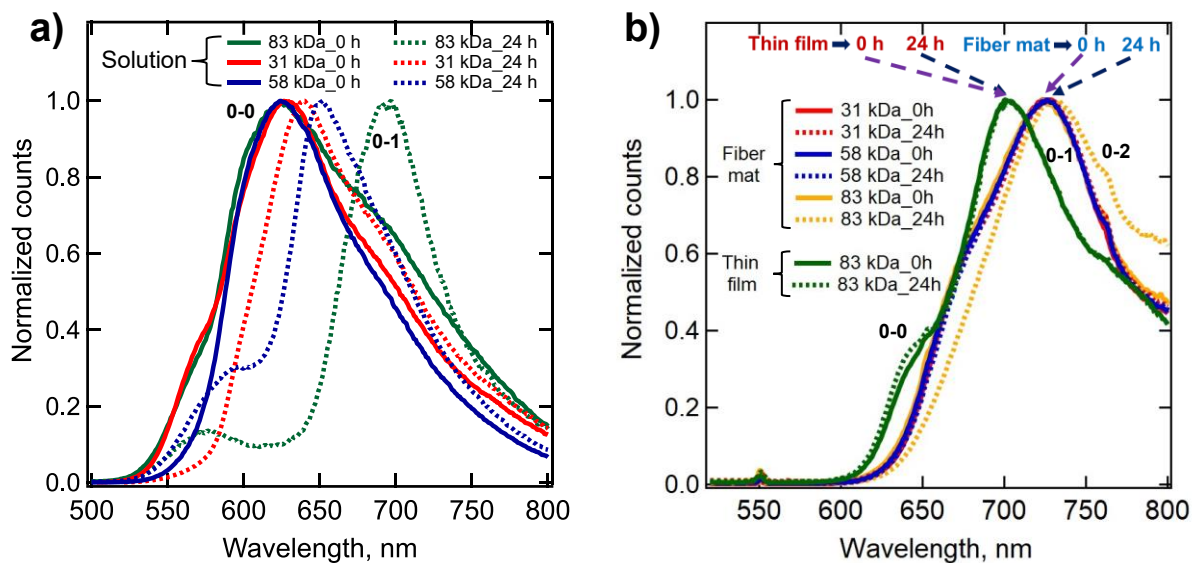 a)
Solution
83 kDa_0 h
31 kDa_0 h
58 kDa_0 h
83 kDa_24 h
31 kDa_24 h
58 kDa_24 h
0-0
0-1
1.0
0.8
0.6
0.4
0.2
0.0
Normalized counts
500 550 600 650 700 750 800
Wavelength, nm
b)
Thin film 0 h 24 h Fiber mat 0 h 24 h
Fiber mat
31 kDa_0h
31 kDa_24h
58 kDa_0h
58 kDa_24h
83 kDa_0h
83 kDa_24h
Thin film
83 kDa_0h
83 kDa_24h
0-0
0-1
0-2
1.0
0.8
0.6
0.4
0.2
0.0
Normalized counts
550 600 650 700 750 800
Wavelength, nm